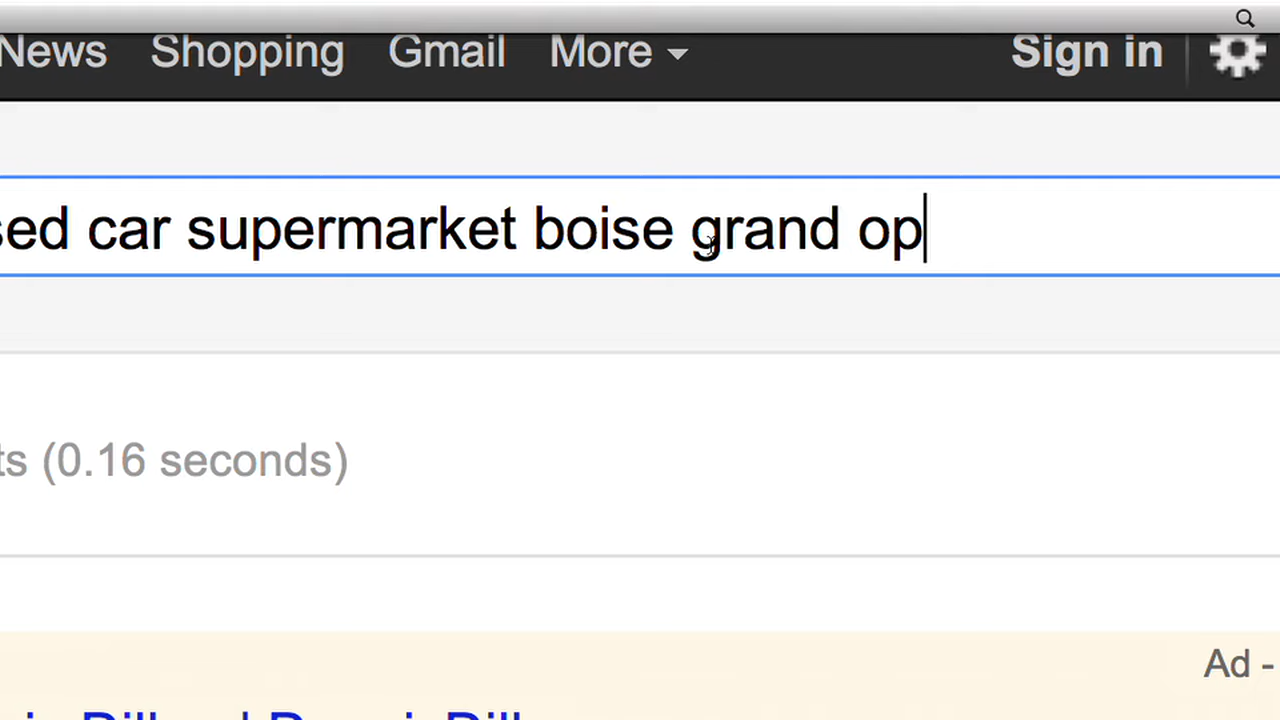 News Shopping Gmail More Sign in
sed car supermarket boise grand op
ts (0.16 seconds)
Ad -